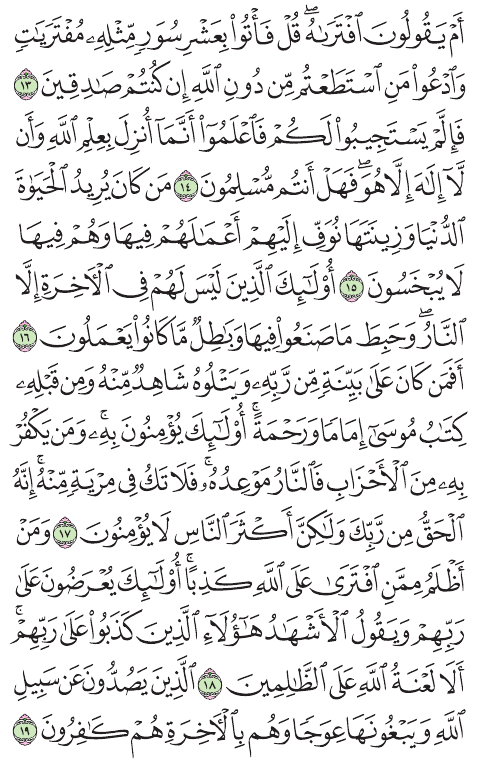 أَمْ يَقُولُونَ ٱفْتَرَىٰهُ ۖ قُلْ فَأْتُوا۟ بِعَشْرِ سُوَرٍ مِّثْلِهِۦ مُفْتَرَيَٰتٍ
وَٱدْعُوا۟ مَنِ ٱسْتَطَعْتُم مِّن دُونِ ٱللَّهِ إِن كُنتُمْ صَٰدِقِينَ ١٣
فَإِلَّمْ يَسْتَجِيبُوا۟ لَكُمْ فَٱعْلَمُوٓا۟ أَنَّمَآ أُنزِلَ بِعِلْمِ ٱللَّهِ وَأَن
لَّآ إِلَٰهَ إِلَّا هُوَ ۖ فَهَلْ أَنتُم مُّسْلِمُونَ ١٤ مَن كَانَ يُرِيدُ ٱلْحَيَوٰةَ
ٱلدُّنْيَا وَزِينَتَهَا نُوَفِّ إِلَيْهِمْ أَعْمَٰلَهُمْ فِيهَا وَهُمْ فِيهَا
لَا يُبْخَسُونَ ١٥ أُو۟لَٰٓئِكَ ٱلَّذِينَ لَيْسَ لَهُمْ فِى ٱلْءَاخِرَةِ إِلَّا
ٱلنَّارُ ۖ وَحَبِطَ مَا صَنَعُوا۟ فِيهَا وَبَٰطِلٌ مَّا كَانُوا۟ يَعْمَلُونَ ١٦
أَفَمَن كَانَ عَلَىٰ بَيِّنَةٍ مِّن رَّبِّهِۦ وَيَتْلُوهُ شَاهِدٌ مِّنْهُ وَمِن قَبْلِهِۦ
كِتَٰبُ مُوسَىٰٓ إِمَامًا وَرَحْمَةً ۚ أُو۟لَٰٓئِكَ يُؤْمِنُونَ بِهِۦ ۚ وَمَن يَكْفُرْ
بِهِۦ مِنَ ٱلْأَحْزَابِ فَٱلنَّارُ مَوْعِدُهُۥ ۚ فَلَا تَكُ فِى مِرْيَةٍ مِّنْهُ ۚ إِنَّهُ
ٱلْحَقُّ مِن رَّبِّكَ وَلَٰكِنَّ أَكْثَرَ ٱلنَّاسِ لَا يُؤْمِنُونَ ١٧ وَمَنْ
أَظْلَمُ مِمَّنِ ٱفْتَرَىٰ عَلَى ٱللَّهِ كَذِبًا ۚ أُو۟لَٰٓئِكَ يُعْرَضُونَ عَلَىٰ
رَبِّهِمْ وَيَقُولُ ٱلْأَشْهَٰدُ هَٰٓؤُلَآءِ ٱلَّذِينَ كَذَبُوا۟ عَلَىٰ رَبِّهِمْ ۚ
أَلَا لَعْنَةُ ٱللَّهِ عَلَى ٱلظَّٰلِمِينَ ١٨ ٱلَّذِينَ يَصُدُّونَ عَن سَبِيلِ
ٱللَّهِ وَيَبْغُونَهَا عِوَجًا وَهُم بِٱلْءَاخِرَةِ هُمْ كَٰفِرُونَ ١٩